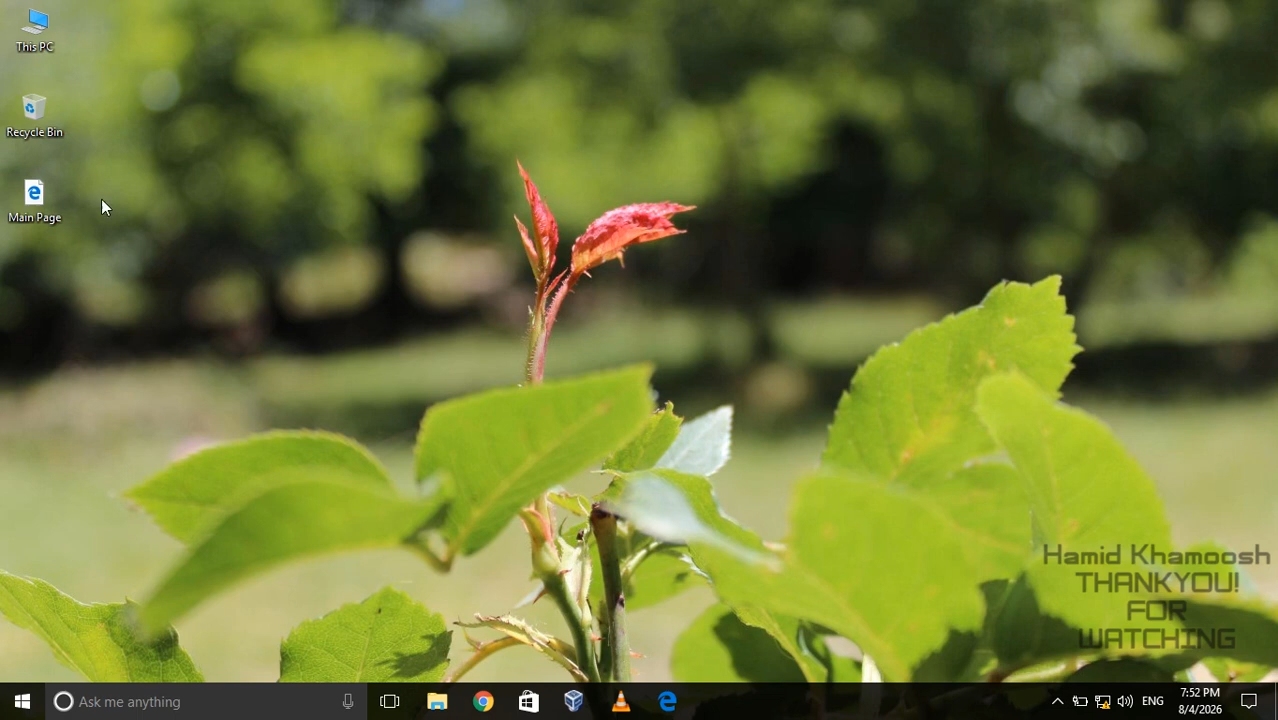 This PC
Recycle Bin
Main Page
Hamid Khamoosh
THANKYOU!
FOR
WATCHING
Ask me anything
ENG
7:52 PM
8/4/2026